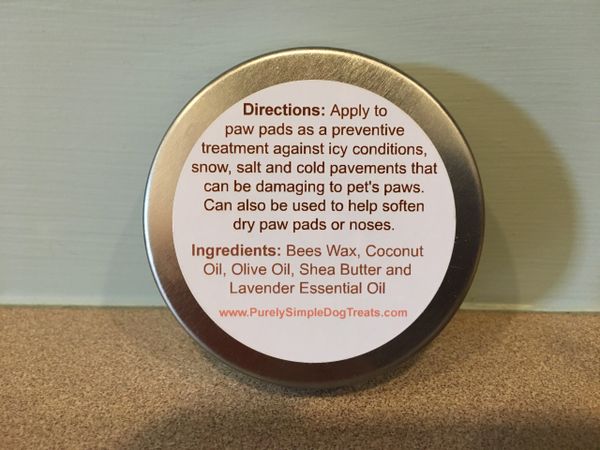 Directions: Apply to
paw pads as a preventive
treatment against icy conditions,
snow, salt and cold pavements that
can be damaging to pet's paws.
Can also be used to help soften
dry paw pads or noses.
Ingredients: Bees Wax, Coconut
Oil, Olive Oil, Shea Butter and
Lavender Essential Oil
www.PurelySimpleDogTreats.com